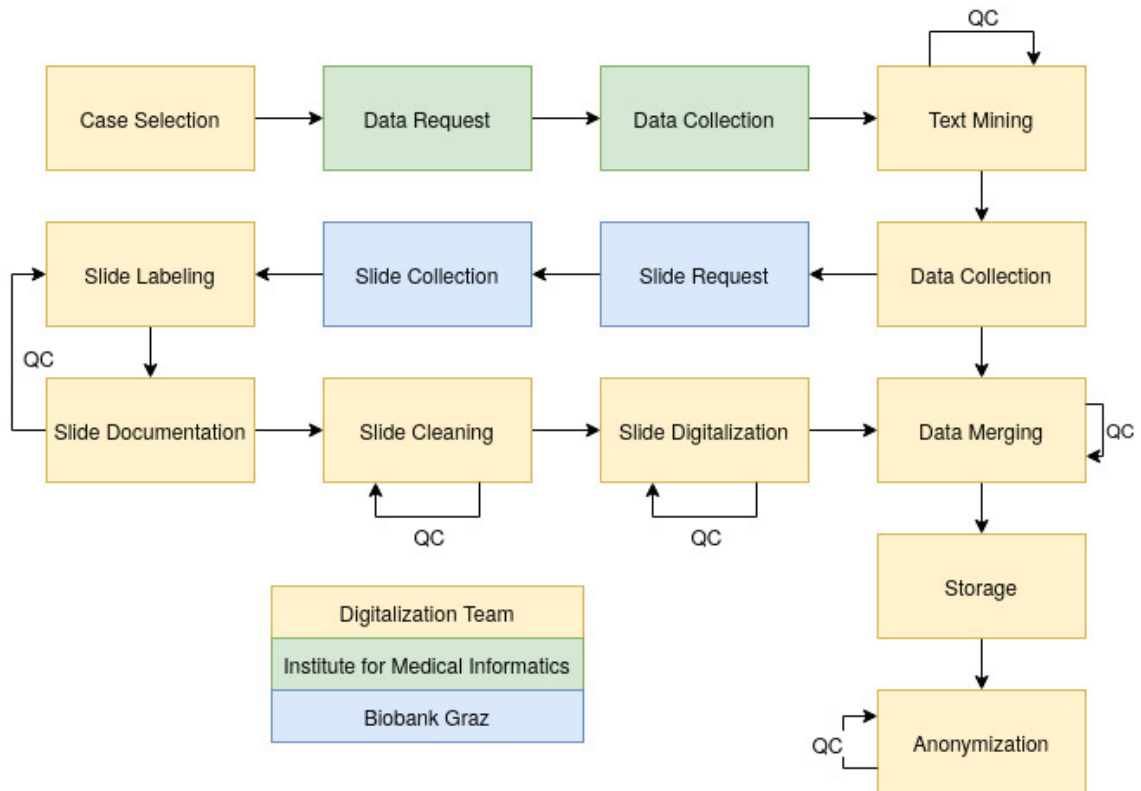 QC
Case Selection
Data Request
Data Collection
Text Mining
Slide Labeling
Slide Collection
Slide Request
Data Collection
QC
Slide Documentation
Slide Cleaning
Slide Digitalization
Data Merging
QC
QC
QC
Storage
Digitalization Team
Institute for Medical Informatics
Biobank Graz
QC
Anonymization